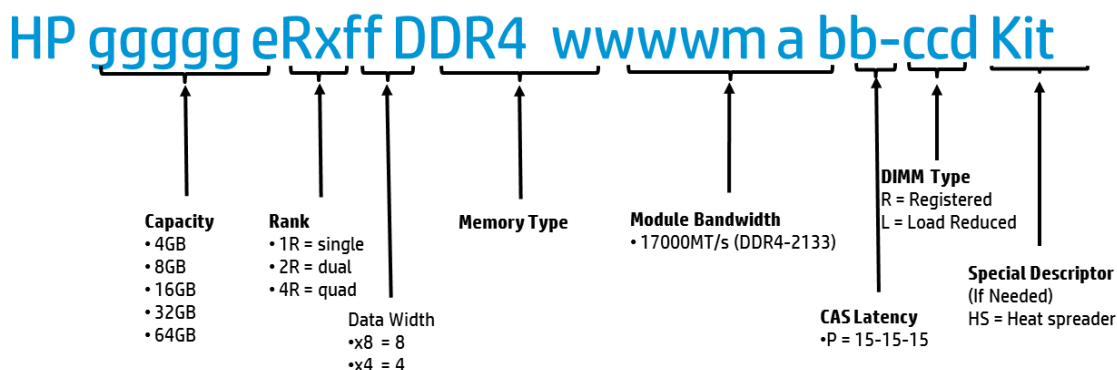 HP ggggg eRxff DDR4 wwwwm a bb-ccd Kit
Capacity
• 4GB
• 8GB
• 16GB
• 32GB
• 64GB
Rank
• 1R = single
• 2R = dual
• 4R = quad
Data Width
•x8 = 8
•x4 = 4
Memory Type
Module Bandwidth
• 17000MT/s (DDR4-2133)
CAS Latency
•P = 15-15-15
DIMM Type
R = Registered
L = Load Reduced
Special Descriptor
(If Needed)
HS = Heat spreader